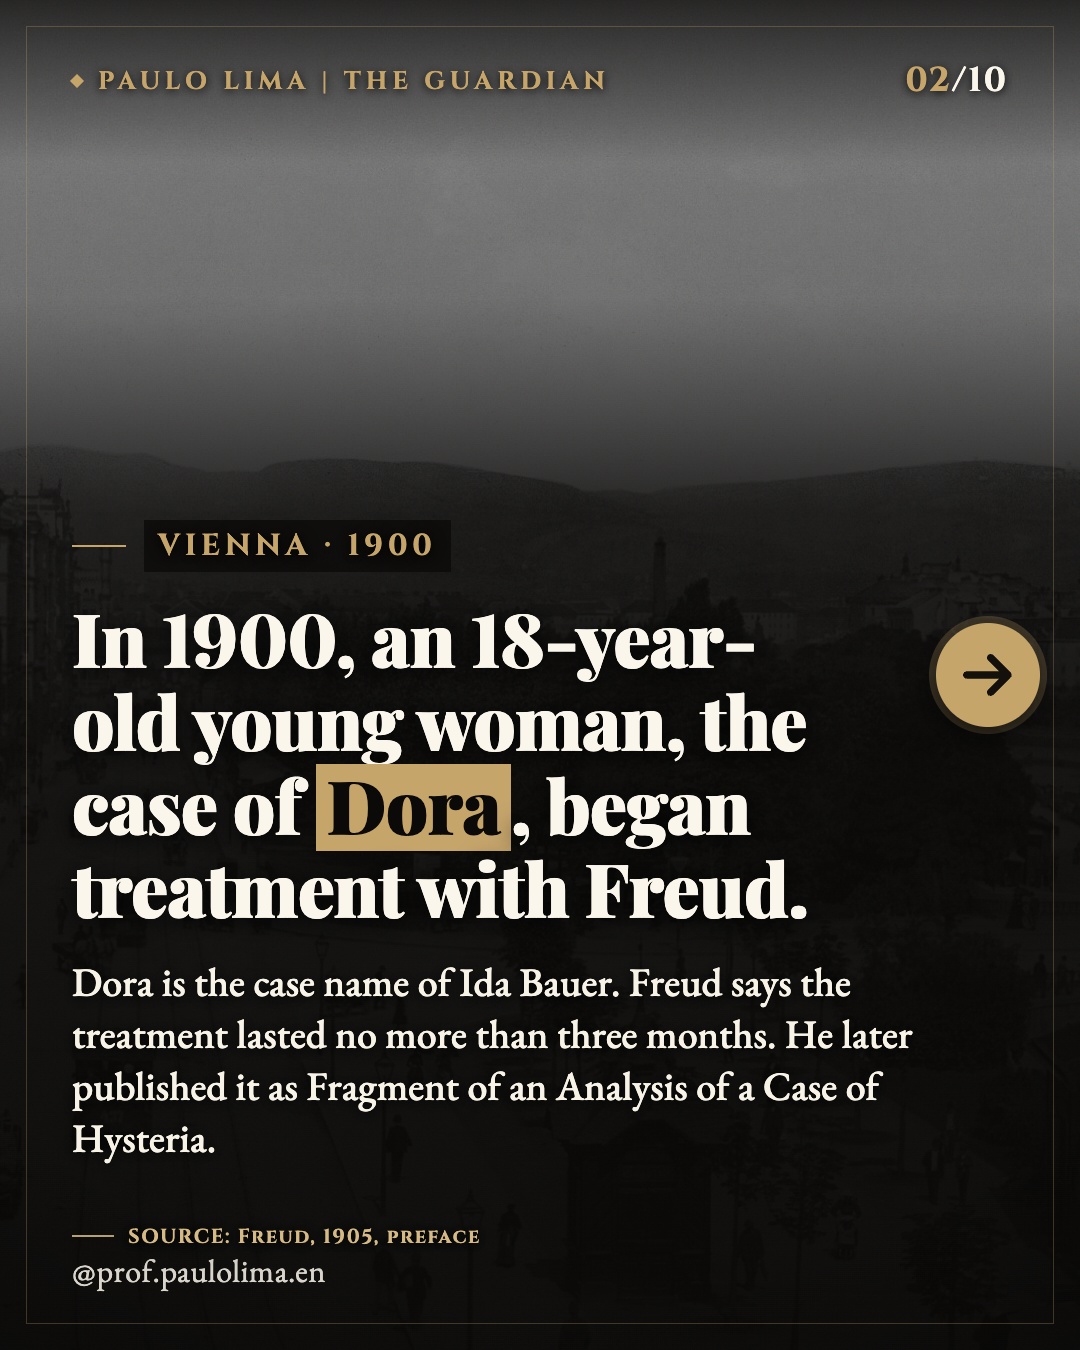 PAULO LIMA | THE GUARDIAN
02/10
VIENNA · 1900
In 1900, an 18-year-
old young woman, the
case of Dora, began
treatment with Freud.
Dora is the case name of Ida Bauer. Freud says the
treatment lasted no more than three months. He later
published it as Fragment of an Analysis of a Case of
Hysteria.
SOURCE: FREUD, 1905, PREFACE
@prof.paulolima.en